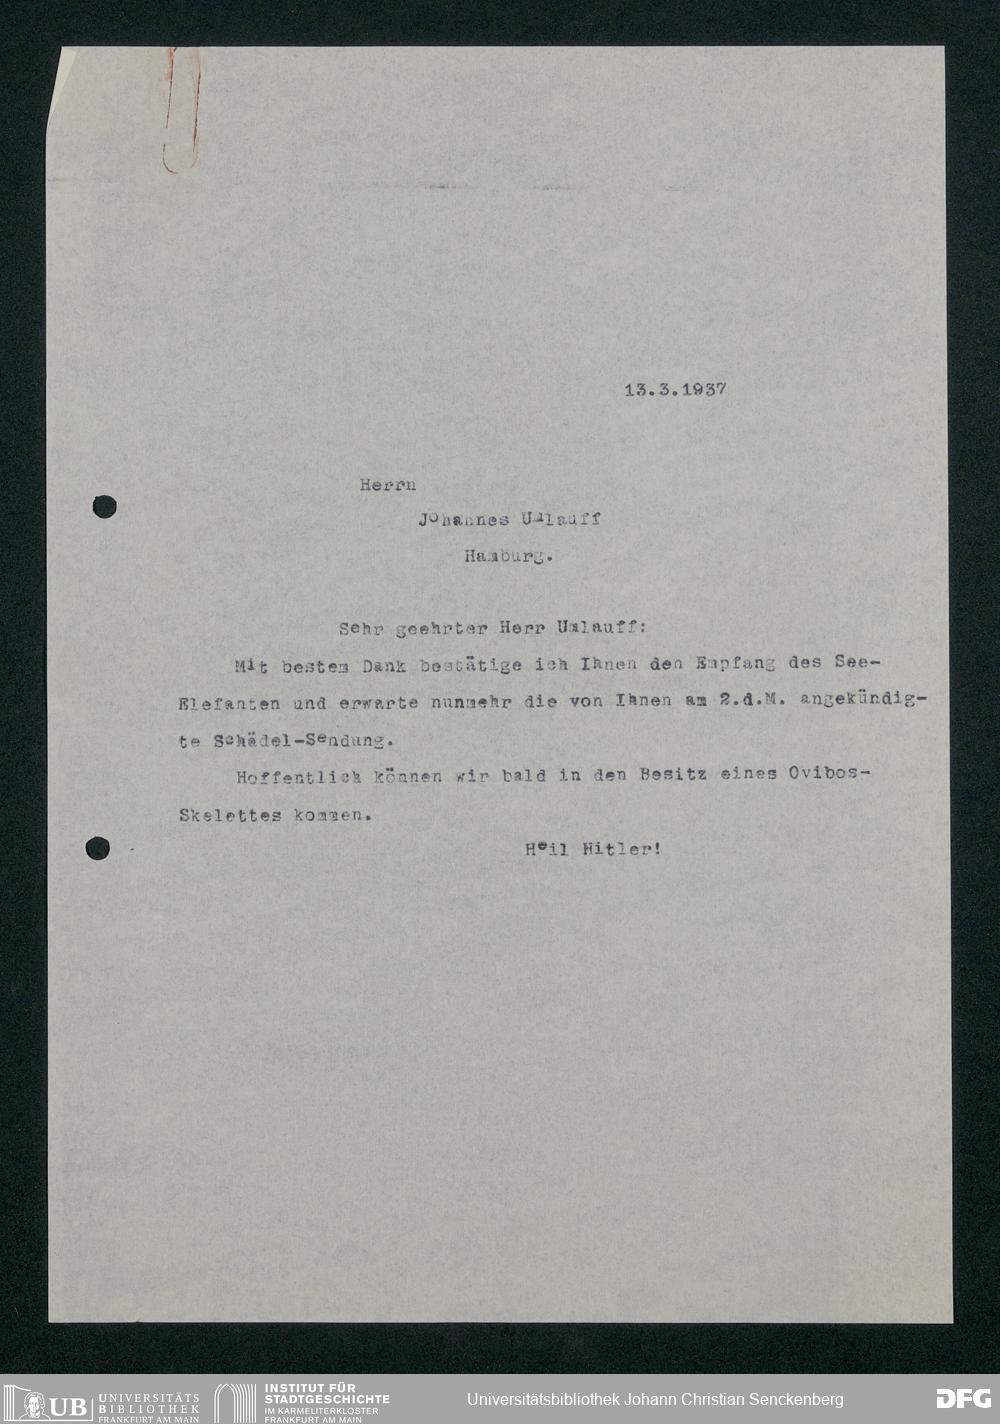 13.3.1937
Herrn
Johannes Umlauff
Hamburg.
Sehr geehrter Herr Umlauff:
Mit bestem Dank bestätige ich Ihnen den Empfang des See-
Elefanten und erwarte nunmehr die von Ihnen am 2.d.M. angekündig-
te Schädel-Sendung.
Hoffentlich können wir bald in den Besitz eines Ovibos-
Skelettes kommen.
Heil Hitler!
UB UNIVERSITÄTS
BIBLIOTHEK
FRANKFURT AM MAIN
INSTITUT FÜR
STADTGESCHICHTE
IM KARMELITERKLOSTER
FRANKFURT AM MAIN
Universitätsbibliothek Johann Christian Senckenberg
DFG